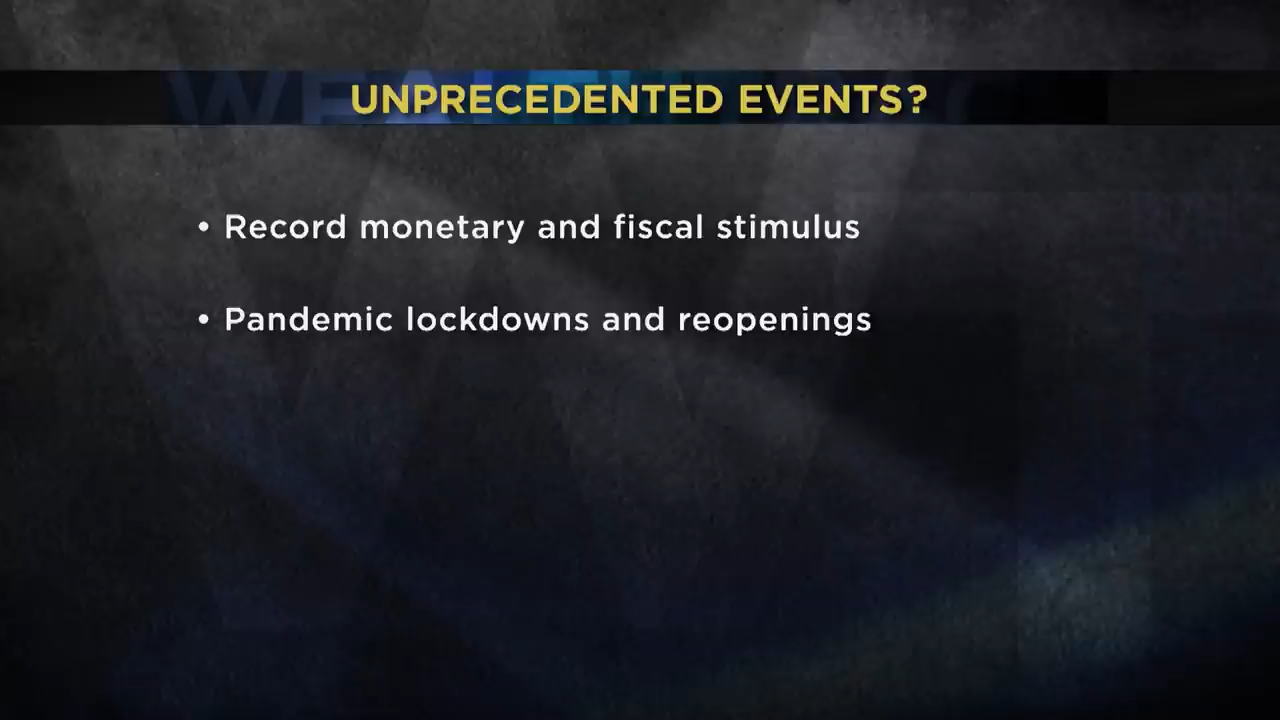 UNPRECEDENTED EVENTS?
• Record monetary and fiscal stimulus
• Pandemic lockdowns and reopenings